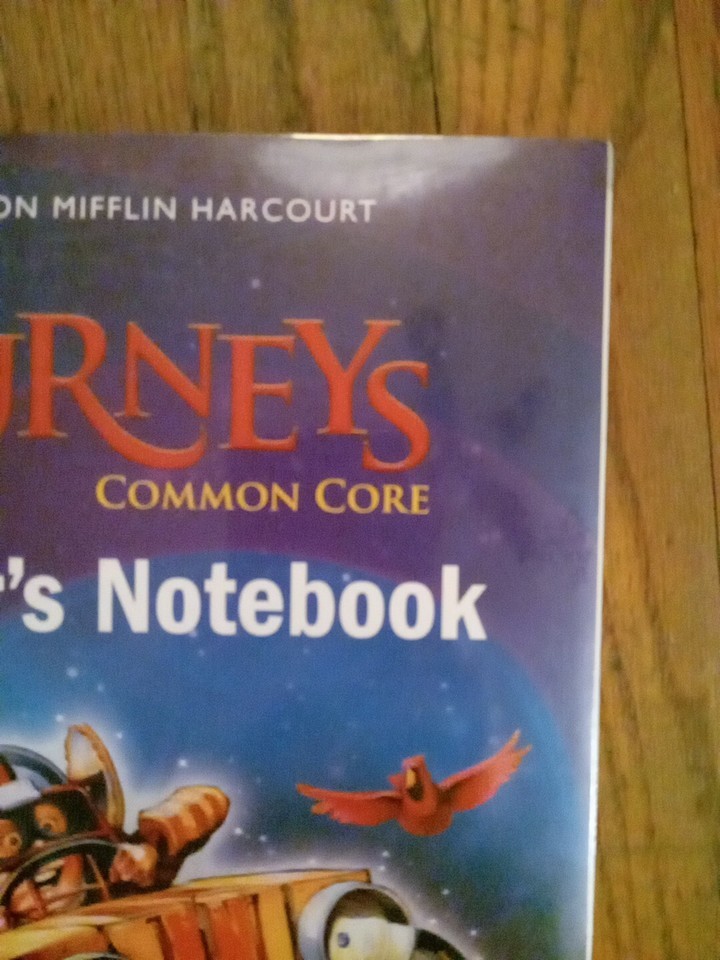 ON MIFFLIN HARCOURT
URNEYS
COMMON CORE
r's Notebook